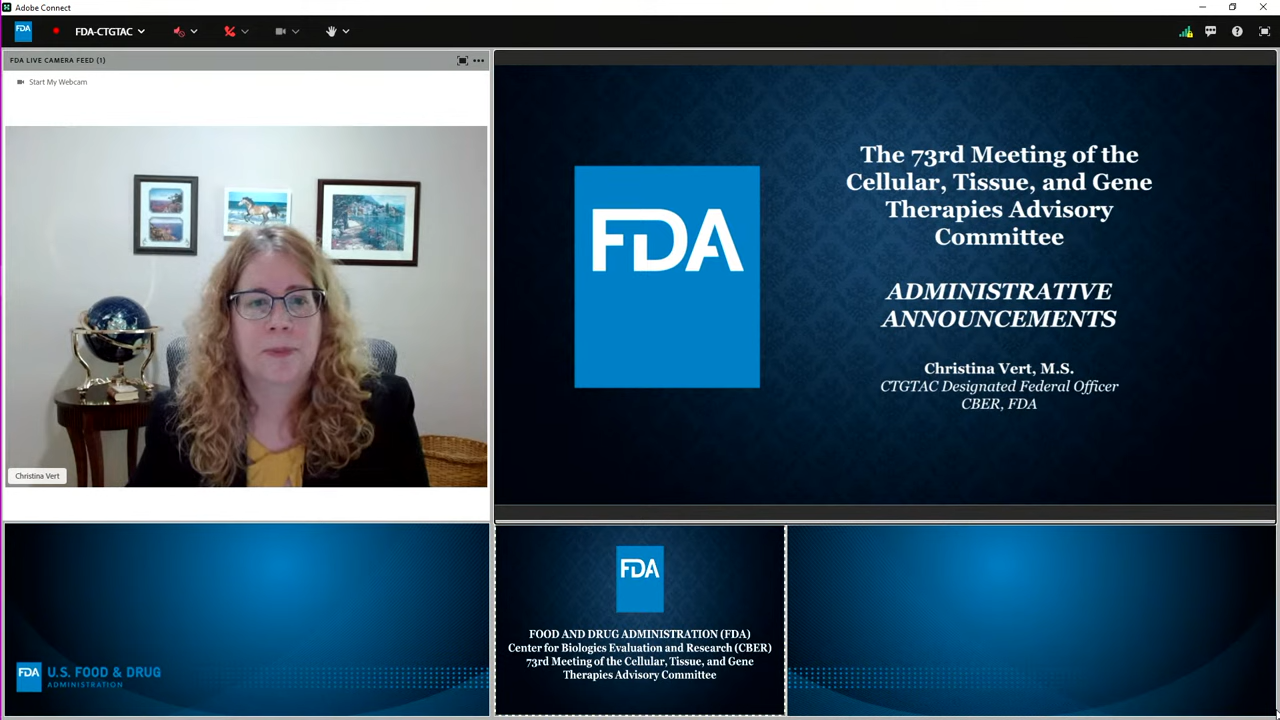 Adobe Connect
FDA
FDA-CTGTAC
FDA LIVE CAMERA FEED (1)
Start My Webcam
Christina Vert
FDA
The 73rd Meeting of the
Cellular, Tissue, and Gene
Therapies Advisory
Committee
ADMINISTRATIVE
ANNOUNCEMENTS
Christina Vert, M.S.
CTGTAC Designated Federal Officer
CBER, FDA
FDA
U.S. FOOD & DRUG
ADMINISTRATION
FDA
FOOD AND DRUG ADMINISTRATION (FDA)
Center for Biologics Evaluation and Research (CBER)
73rd Meeting of the Cellular, Tissue, and Gene
Therapies Advisory Committee